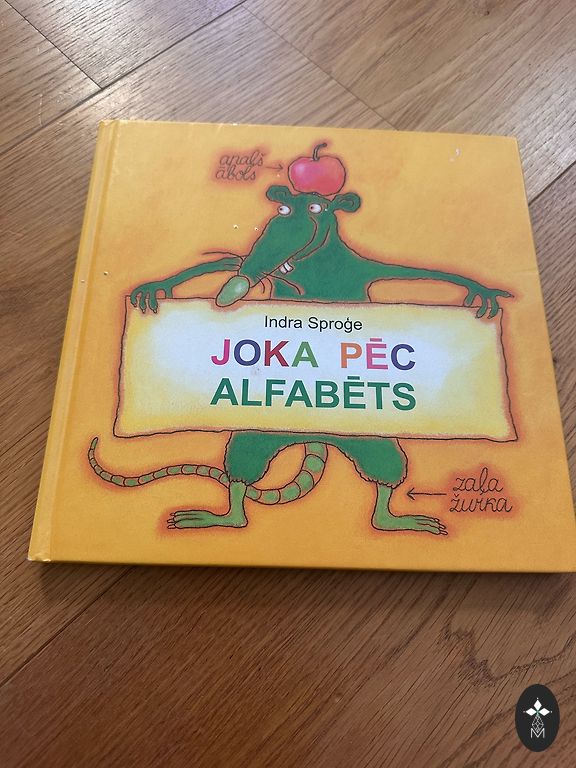 apaļš
ābols
Indra Sproģe
JOKA PĒC
ALFABĒTS
zaļa
žurka
M